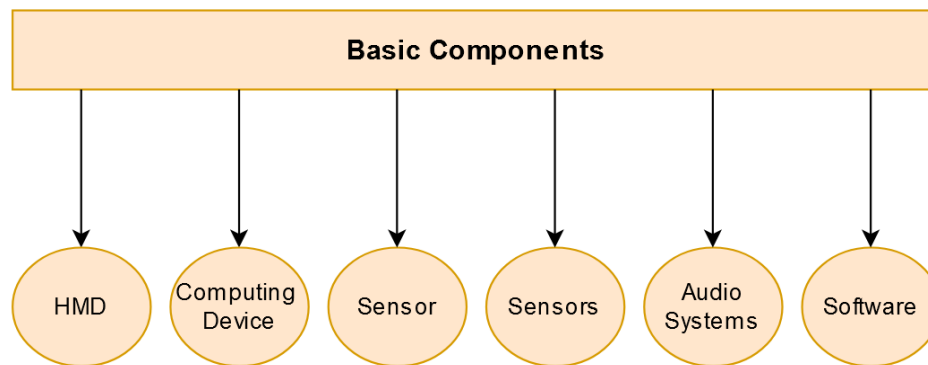 Basic Components
HMD
Computing
Device
Sensor
Sensors
Audio
Systems
Software